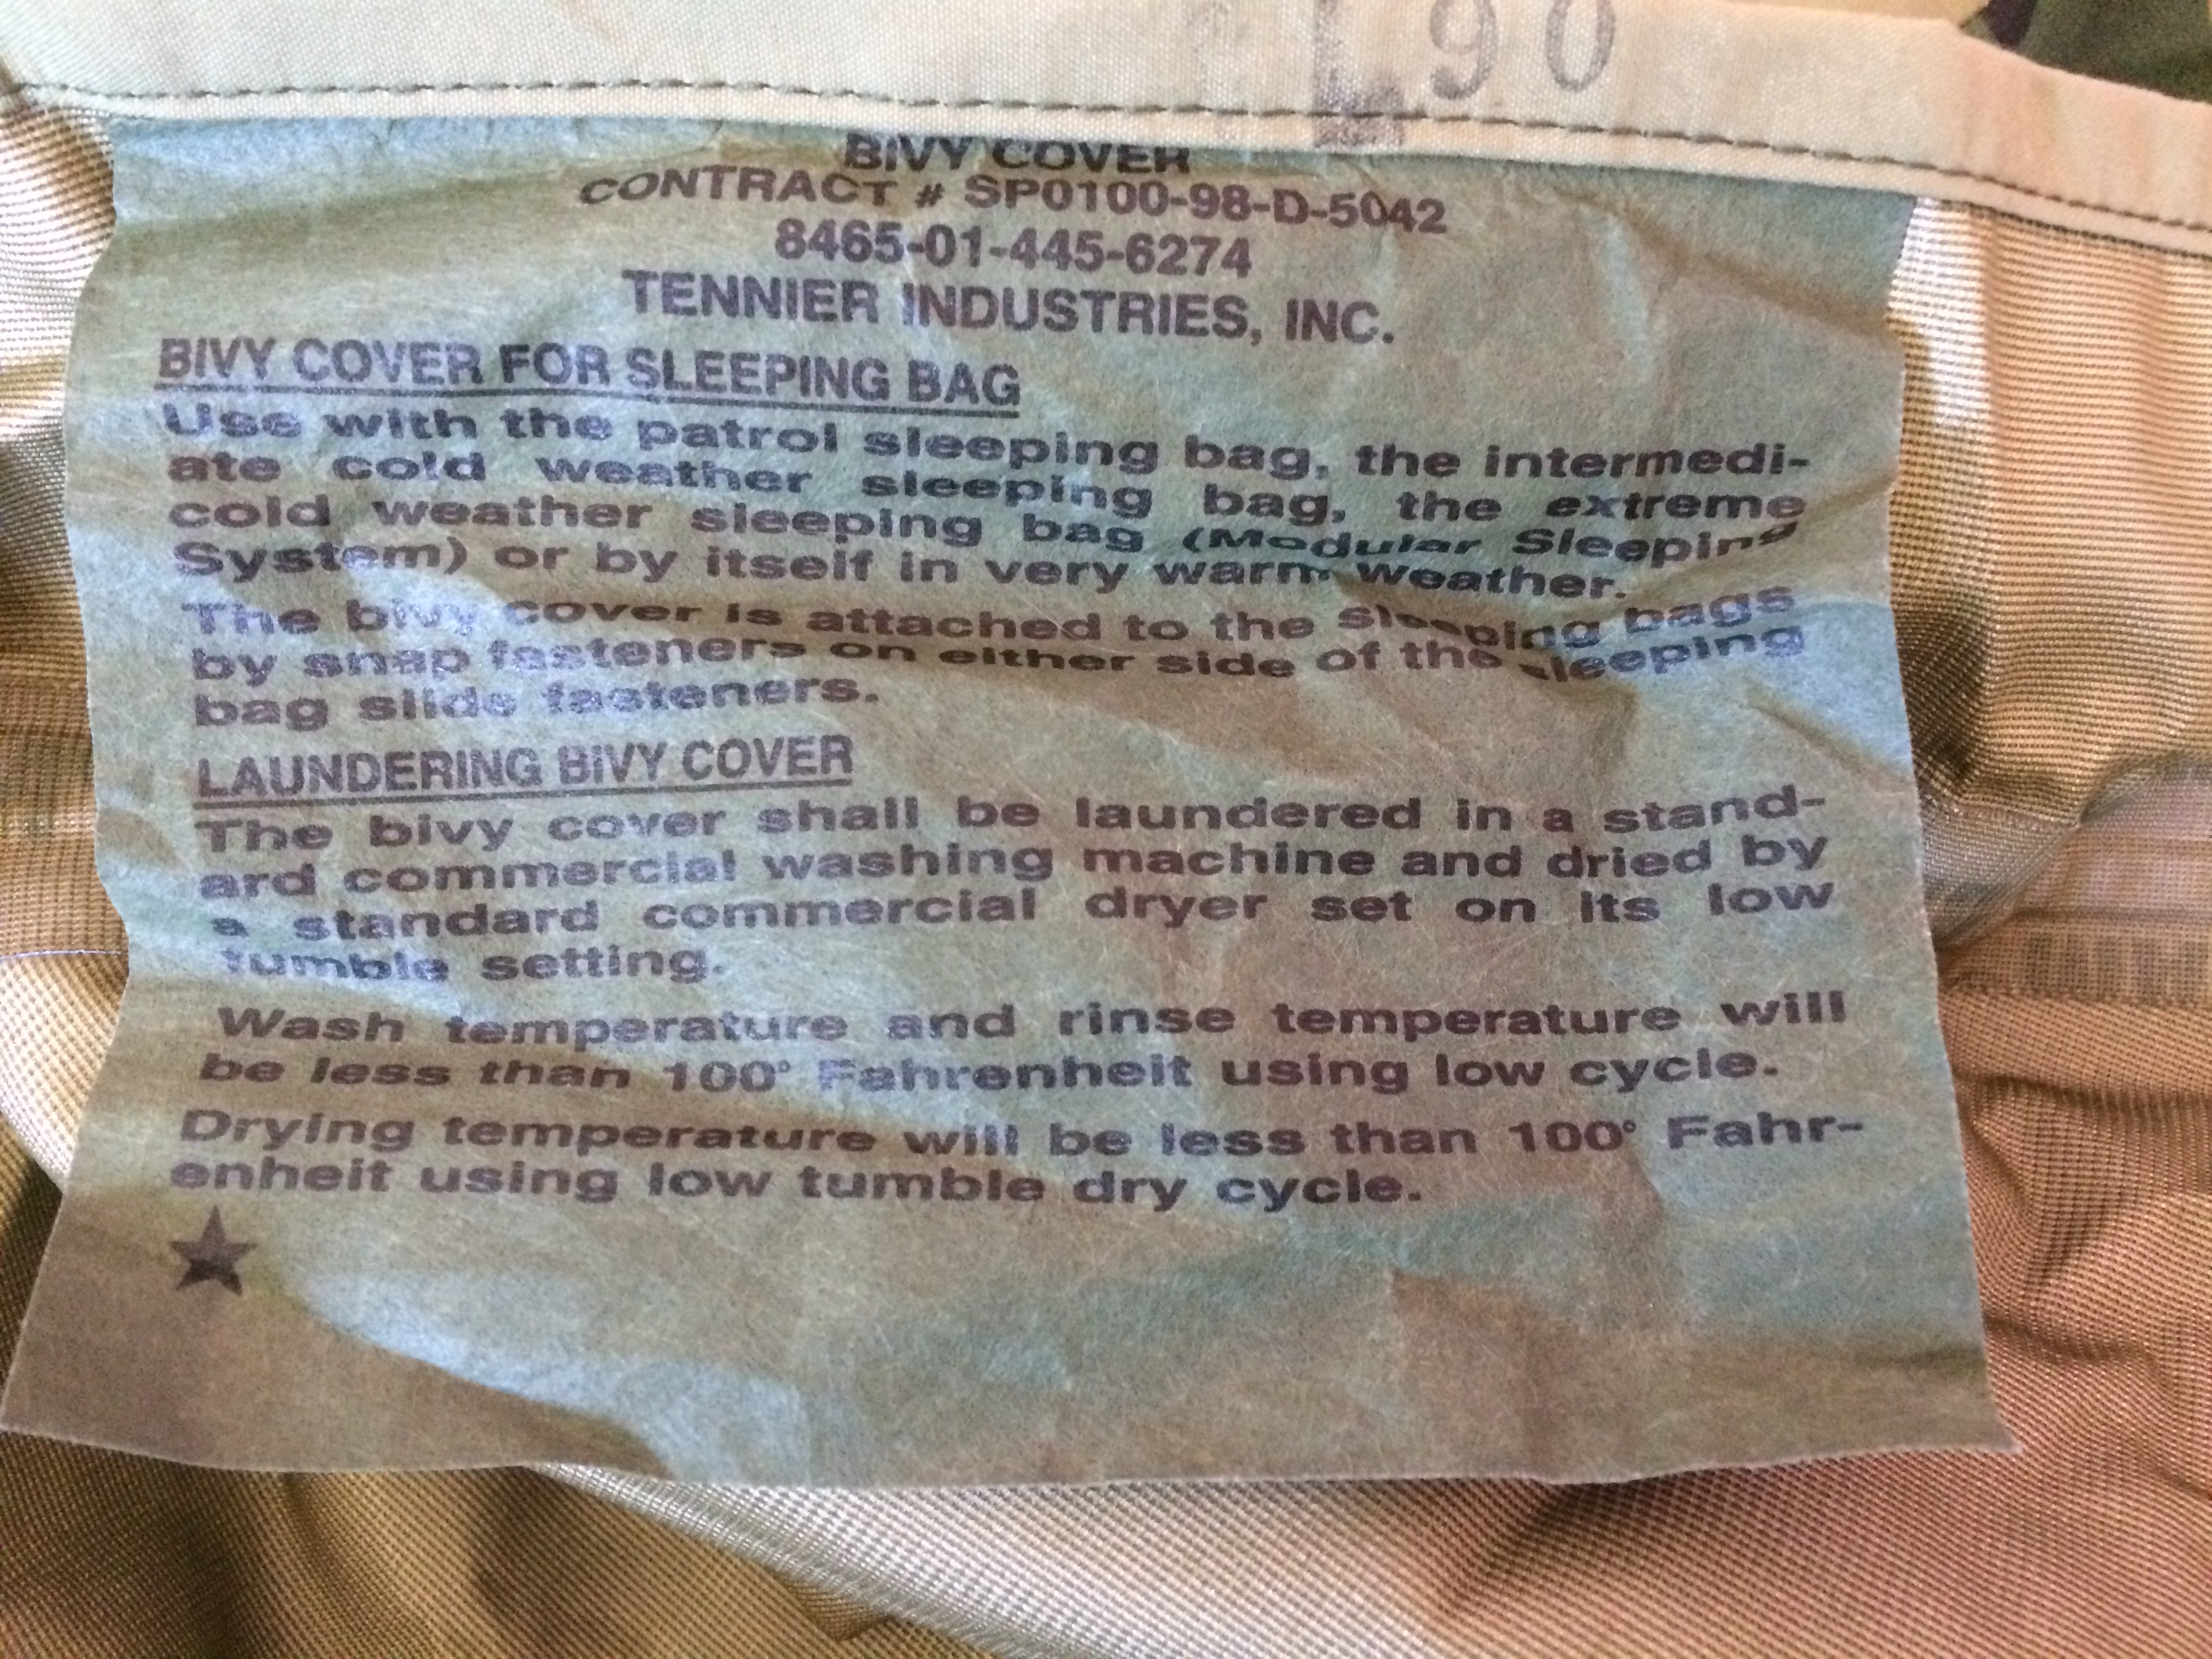 90
BIVY COVER
CONTRACT # SP0100-98-D-5042
8465-01-445-6274
TENNIER INDUSTRIES, INC.
BIVY COVER FOR SLEEPING BAG
Use with the patrol sleeping bag, the intermedi-
ate cold weather sleeping bag, the extreme
cold weather sleeping bag (Modular Sleeping
System) or by itself in very warm weather.
The bivy cover is attached to the sleeping bags
by snap fasteners on either side of the sleeping
bag slide fasteners.
LAUNDERING BIVY COVER
The bivy cover shall be laundered in a stand-
ard commercial washing machine and dried by
a standard commercial dryer set on its low
tumble setting.
Wash temperature and rinse temperature will
be less than 100° Fahrenheit using low cycle.
Drying temperature will be less than 100° Fahr-
enheit using low tumble dry cycle.